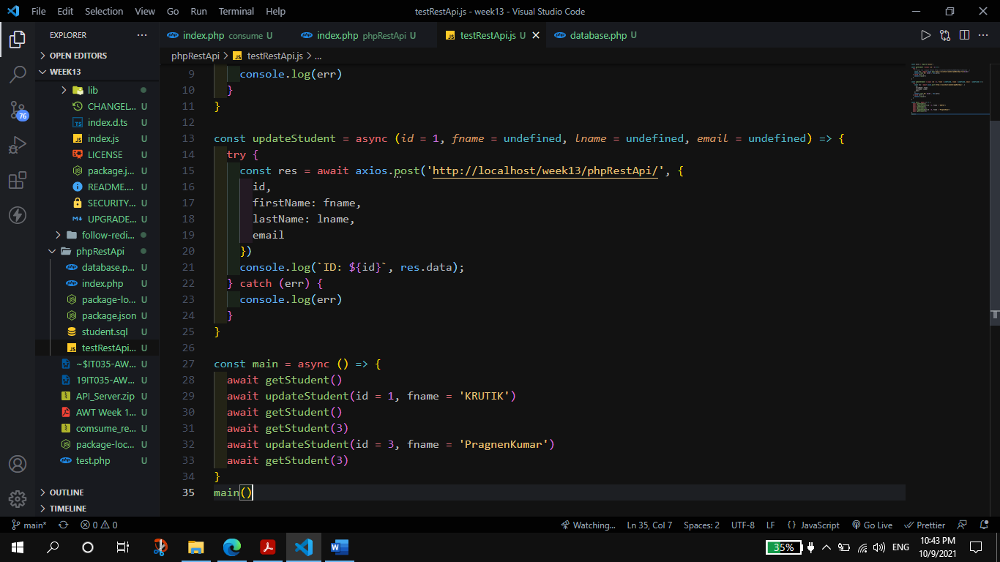 File Edit Selection View Go Run Terminal Help testRestApi.js - week13 - Visual Studio Code
EXPLORER ...
index.php consume U index.php phpRestApi U testRestApi.js U database.php U
OPEN EDITORS
WEEK13
lib
CHANGEL... U
index.d.ts U
index.js U
LICENSE U
package.j... U
README.... U
SECURITY... U
UPGRADE... U
follow-redi...
phpRestApi
database.p... U
index.php U
package-lo... U
package.json U
student.sql U
testRestApi... U
~$IT035-AW... U
19IT035-AW... U
API_Server.zip U
AWT Week 1... U
comsume_re... U
package-loc... U
test.php U
OUTLINE
TIMELINE
76
phpRestApi > testRestApi.js > ...
9 console.log(err)
10 }
11 }
12
13 const updateStudent = async (id = 1, fname = undefined, lname = undefined, email = undefined) => {
14 try {
15 const res = await axios.post('http://localhost/week13/phpRestApi/', {
16 id,
17 firstName: fname,
18 lastName: lname,
19 email
20 })
21 console.log(`ID: ${id}`, res.data);
22 } catch (err) {
23 console.log(err)
24 }
25 }
26
27 const main = async () => {
28 await getStudent()
29 await updateStudent(id = 1, fname = 'KRUTIK')
30 await getStudent()
31 await getStudent(3)
32 await updateStudent(id = 3, fname = 'PragnenKumar')
33 await getStudent(3)
34 }
35 main()
main* 0 0 Watching... Ln 35, Col 7 Spaces: 2 UTF-8 LF {} JavaScript Go Live Prettier
35% ENG 10:43 PM
10/9/2021